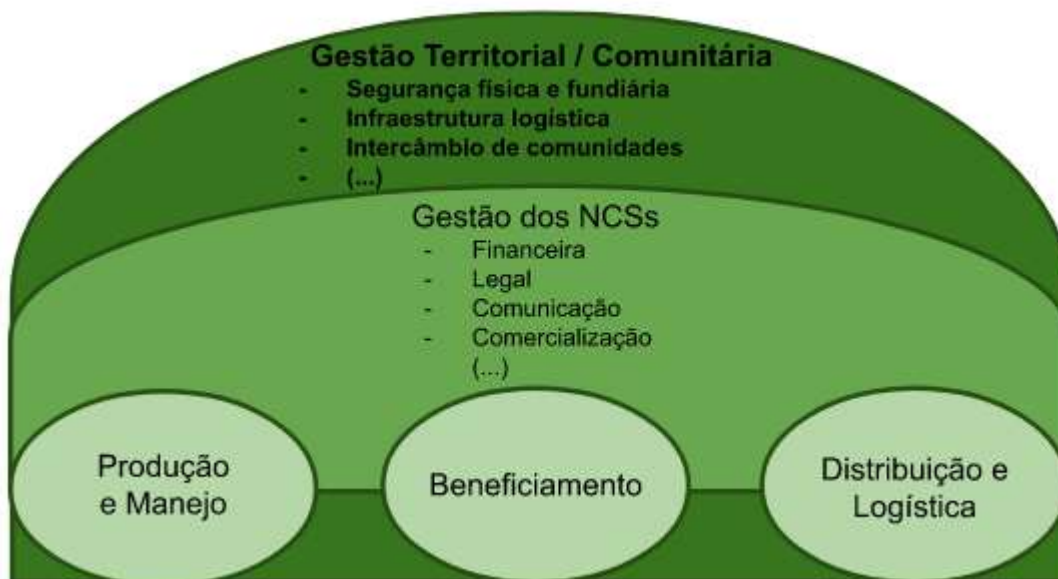 Gestão Territorial / Comunitária
- Segurança física e fundiária
- Infraestrutura logística
- Intercâmbio de comunidades
- (...)
Gestão dos NCSs
- Financeira
- Legal
- Comunicação
- Comercialização
(...)
Produção
e Manejo
Beneficiamento
Distribuição e
Logística